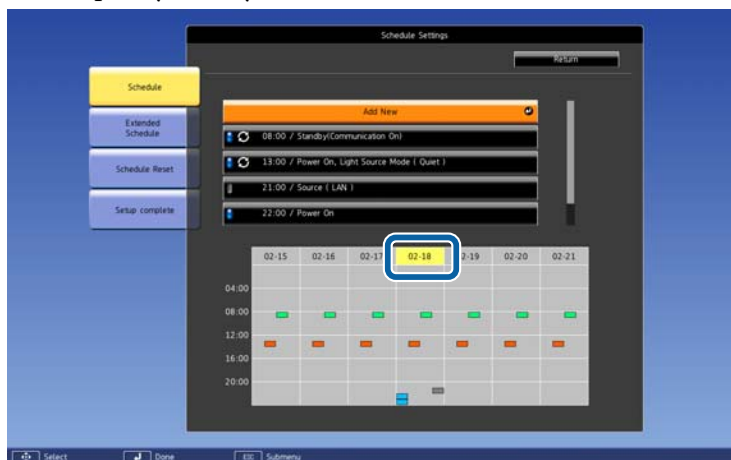 Schedule Settings
Return
Schedule
Extended
Schedule
Schedule Reset
Setup complete
Add New
08:00 / Standby(Communication On)
13:00 / Power On, Light Source Mode ( Quiet )
21:00 / Source ( LAN )
22:00 / Power On
02-15 02-16 02-17 02-18 02-19 02-20 02-21
04:00
08:00
12:00
16:00
20:00
Select Done Esc Submenu